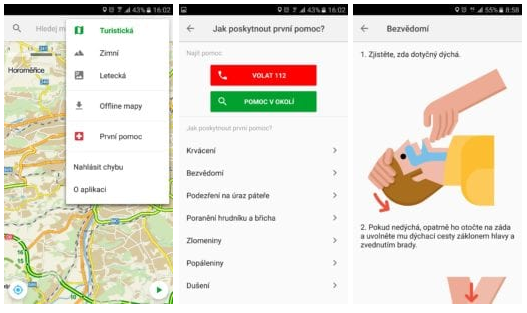 43% 16:02
Hledej m
Horoměřice
Turistická
Zimní
Letecká
Offline mapy
První pomoc
Nahlásit chybu
O aplikaci
43% 16:02
Jak poskytnout první pomoc?
Najít pomoc
VOLAT 112
POMOC V OKOLÍ
Jak poskytnout první pomoc?
Krvácení
Bezvědomí
Podezření na úraz páteře
Poranění hrudníku a břicha
Zlomeniny
Popáleniny
Dušení
55% 8:58
Bezvědomí
1. Zjistěte, zda dotyčný dýchá.
2. Pokud nedýchá, opatrně ho otočte na záda
a uvolněte mu dýchací cesty záklonem hlavy a
zvednutím brady.